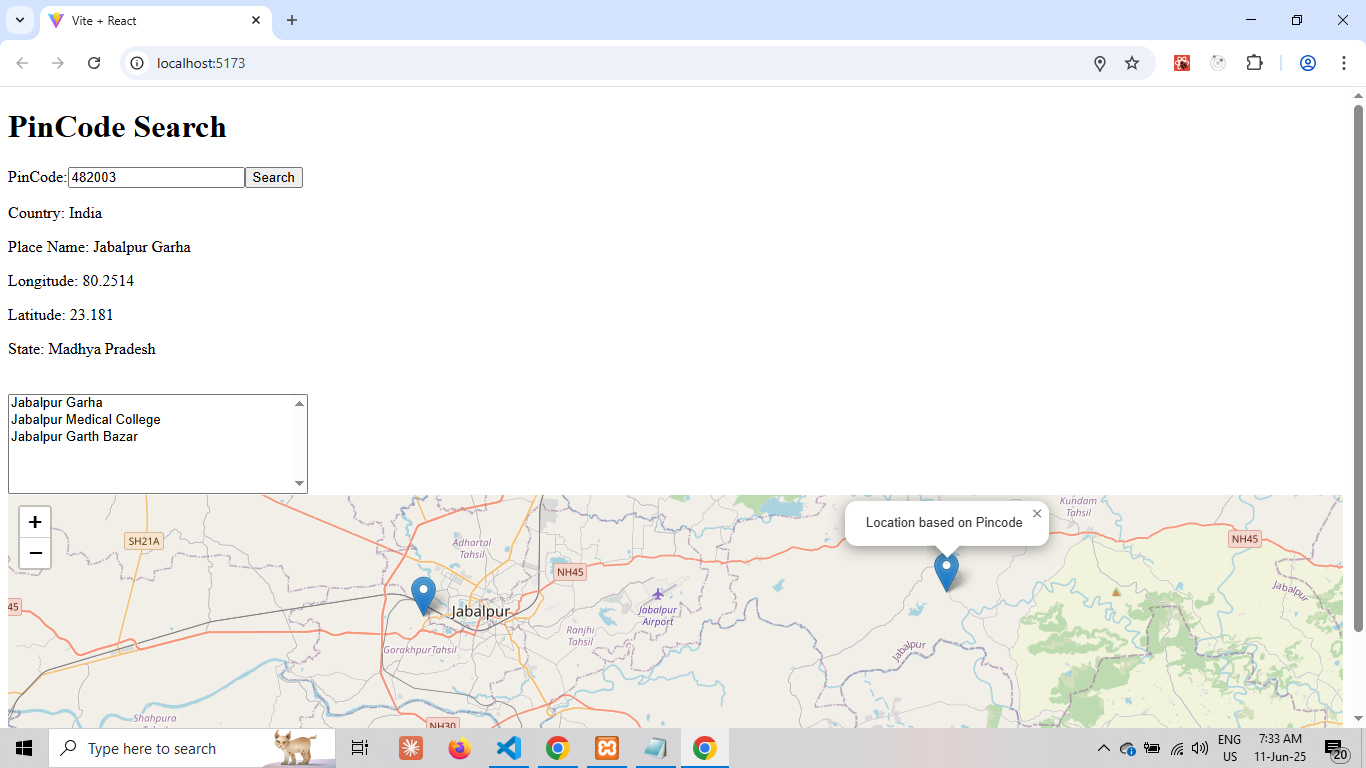 Vite + React
localhost:5173
PinCode Search
PinCode: 482003 Search
Country: India
Place Name: Jabalpur Garha
Longitude: 80.2514
Latitude: 23.181
State: Madhya Pradesh
Jabalpur Garha
Jabalpur Medical College
Jabalpur Garth Bazar
+
−
Location based on Pincode
×
Kundam
Tahsil
SH21A
Adhartal
Tahsil
NH45
NH45
45
Jabalpur
Jabalpur
Airport
Ranjhi
Tahsil
GorakhpurTahsil
Jabalpur
Jabalpur
Shahpura
NH30
Type here to search
ENG
US
7:33 AM
11-Jun-25
20